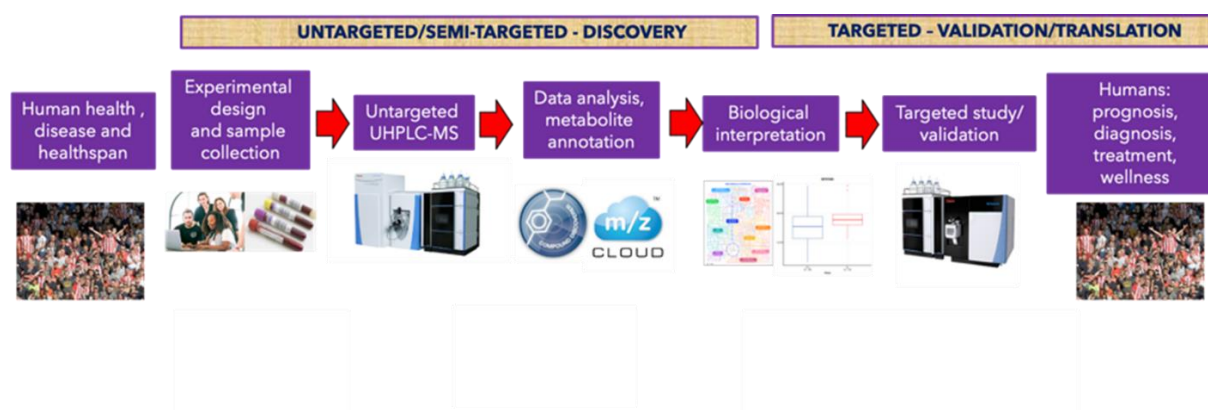 UNTARGETED/SEMI-TARGETED - DISCOVERY
TARGETED - VALIDATION/TRANSLATION
Human health ,
disease and
healthspan
Experimental
design
and sample
collection
Untargeted
UHPLC-MS
Data analysis,
metabolite
annotation
Biological
interpretation
Targeted study/
validation
Humans:
prognosis,
diagnosis,
treatment,
wellness
m/z
CLOUD
TM